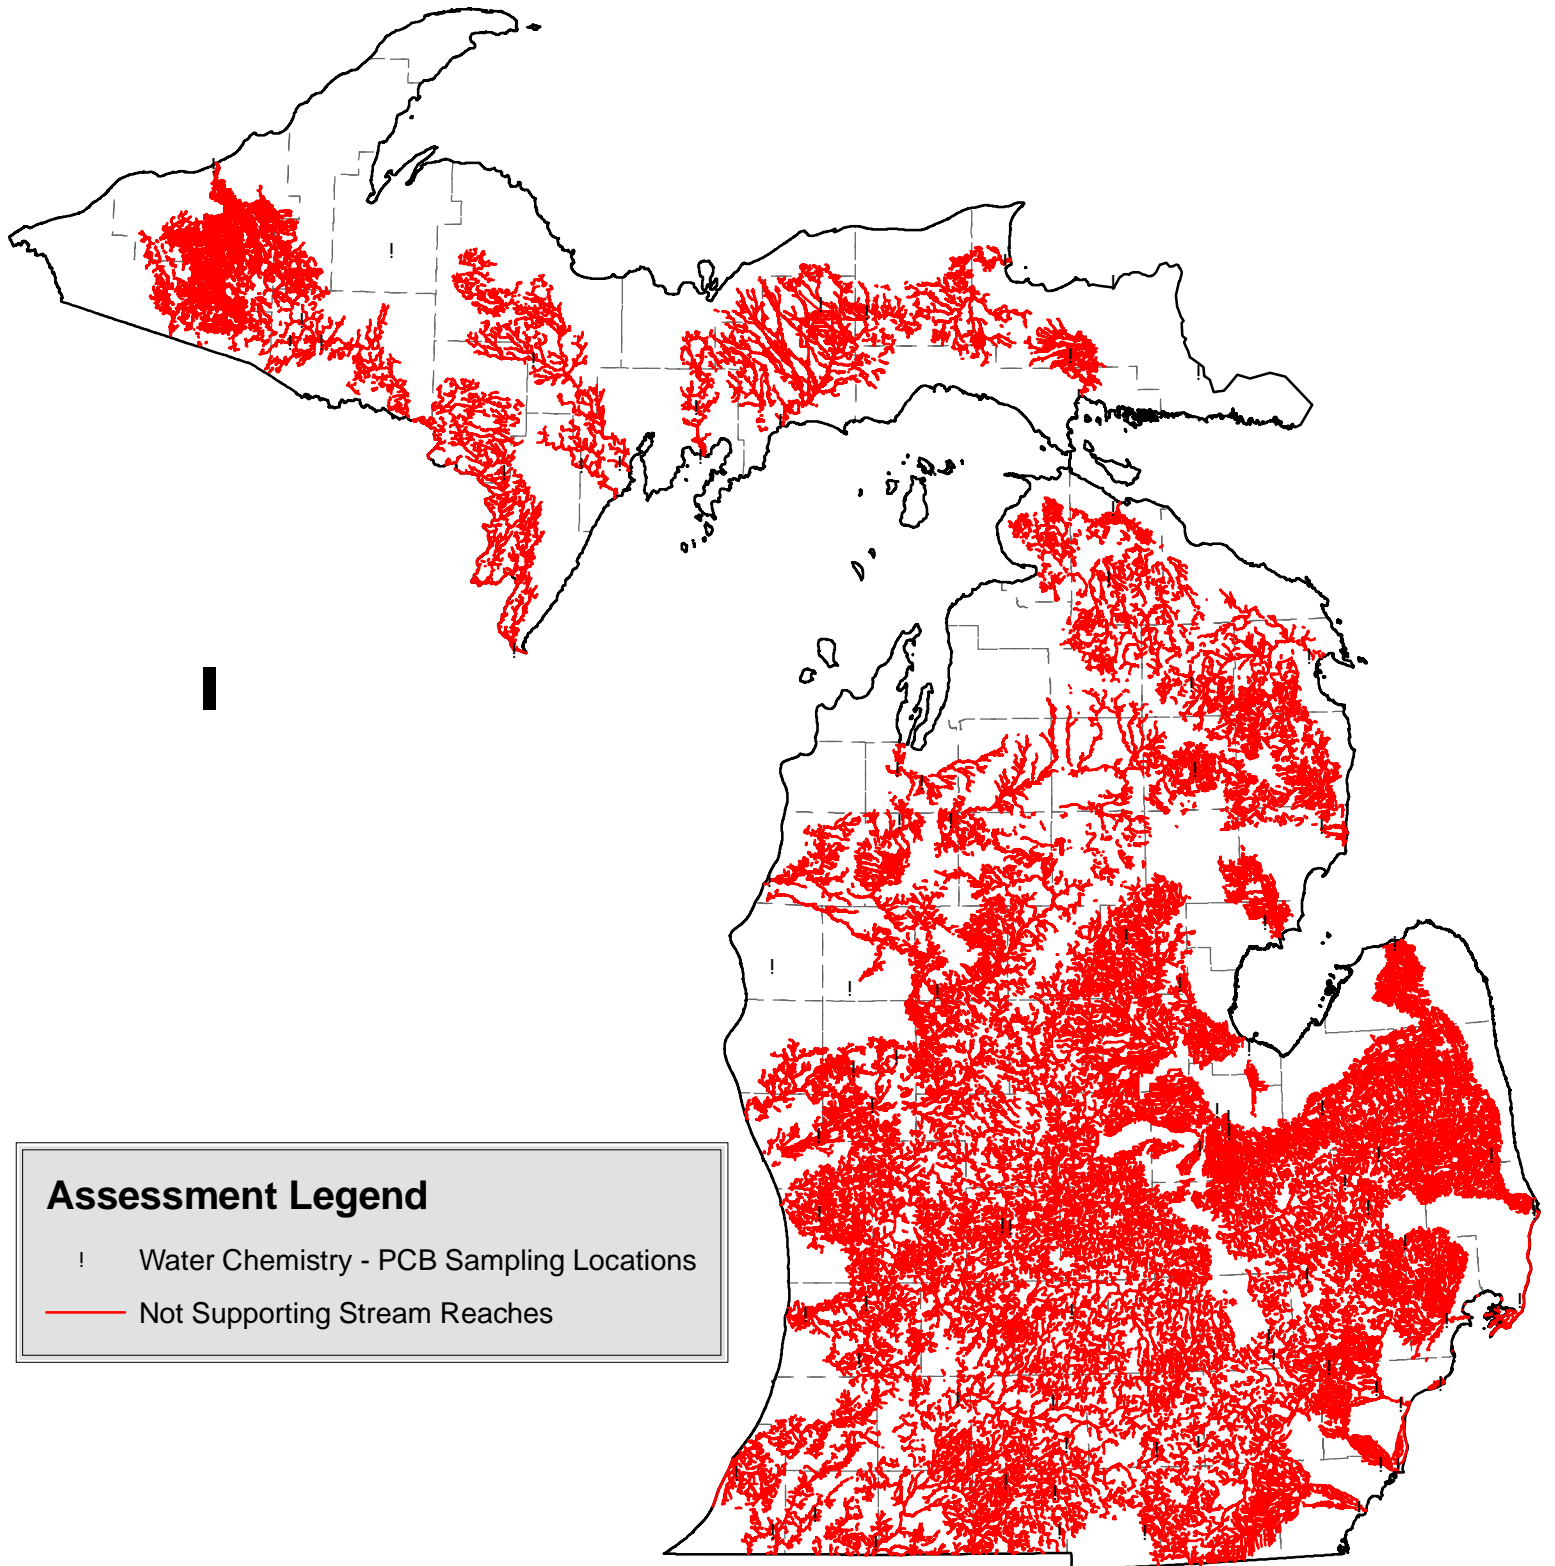 Assessment Legend
! Water Chemistry - PCB Sampling Locations
Not Supporting Stream Reaches